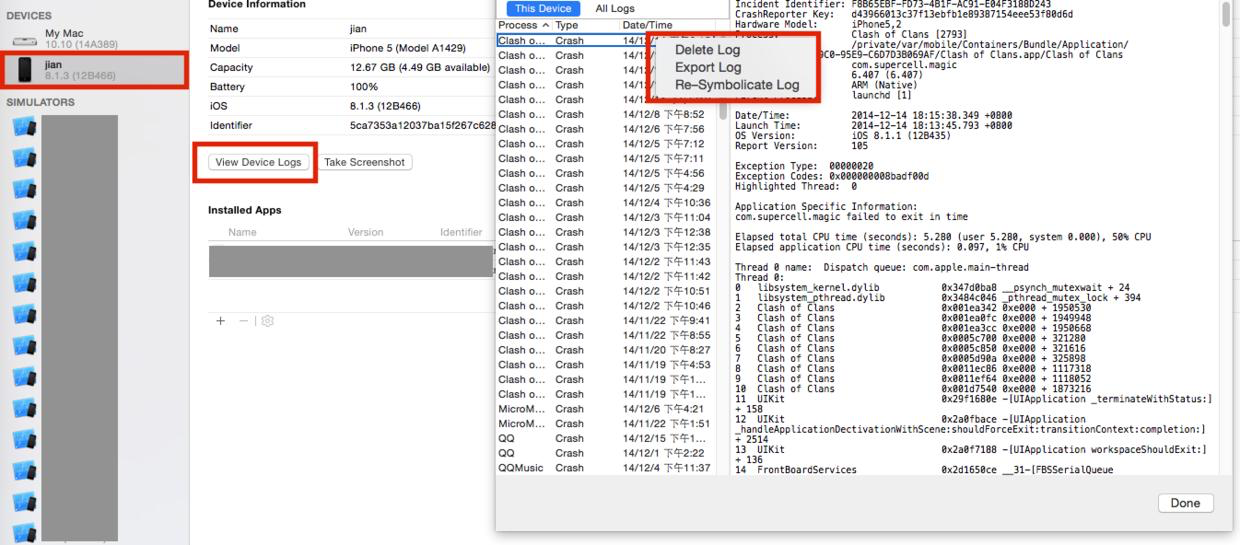 DEVICES
My Mac
10.10 (14A389)
jian
8.1.3 (12B466)
SIMULATORS
Device Information
Name jian
Model iPhone 5 (Model A1429)
Capacity 12.67 GB (4.49 GB available)
Battery 100%
iOS 8.1.3 (12B466)
Identifier 5ca7353a12037ba15f267c628
View Device Logs Take Screenshot
Installed Apps
Name Version Identifier
This Device All Logs
Process Type Date/Time
Clash o... Crash 14/12/
Clash o... Crash 14/12/
Clash o... Crash 14/12/
Clash o... Crash 14/12/
Clash o... Crash 14/12/
Clash o... Crash 14/12/8 下午8:52
Clash o... Crash 14/12/6 下午7:56
Clash o... Crash 14/12/5 下午7:12
Clash o... Crash 14/12/5 下午7:11
Clash o... Crash 14/12/5 下午4:56
Clash o... Crash 14/12/5 下午4:29
Clash o... Crash 14/12/4 下午10:36
Clash o... Crash 14/12/3 下午11:04
Clash o... Crash 14/12/3 下午12:38
Clash o... Crash 14/12/3 下午12:35
Clash o... Crash 14/12/2 下午11:43
Clash o... Crash 14/12/2 下午11:42
Clash o... Crash 14/12/2 下午10:51
Clash o... Crash 14/12/2 下午10:46
Clash o... Crash 14/11/22 下午9:41
Clash o... Crash 14/11/22 下午8:55
Clash o... Crash 14/11/20 下午8:27
Clash o... Crash 14/11/19 下午4:53
Clash o... Crash 14/11/19 下午1...
Clash o... Crash 14/11/19 下午1...
MicroM... Crash 14/12/6 下午4:21
MicroM... Crash 14/11/22 下午1:51
QQ Crash 14/12/15 下午1...
QQ Crash 14/12/1 下午2:22
QQMusic Crash 14/12/4 下午11:37
Delete Log
Export Log
Re-Symbolicate Log
Incident Identifier: F8B65EBF-FD73-4B1F-AC91-E04F3188D243
CrashReporter Key: d43966013c37f13ebfb1e89387154eee53f80d6d
Hardware Model: iPhone5,2
Clash of Clans [2793]
/private/var/mobile/Containers/Bundle/Application/
9C0-95E9-C6D7D3B069AF/Clash of Clans.app/Clash of Clans
com.supercell.magic
6.407 (6.407)
ARM (Native)
launchd [1]
Date/Time: 2014-12-14 18:15:38.349 +0800
Launch Time: 2014-12-14 18:13:45.793 +0800
OS Version: iOS 8.1.1 (12B435)
Report Version: 105
Exception Type: 00000020
Exception Codes: 0x000000008badf00d
Highlighted Thread: 0
Application Specific Information:
com.supercell.magic failed to exit in time
Elapsed total CPU time (seconds): 5.280 (user 5.280, system 0.000), 50% CPU
Elapsed application CPU time (seconds): 0.097, 1% CPU
Thread 0 name: Dispatch queue: com.apple.main-thread
Thread 0:
0 libsystem_kernel.dylib 0x347d0ba8 __psynch_mutexwait + 24
1 libsystem_pthread.dylib 0x3484c046 _pthread_mutex_lock + 394
2 Clash of Clans 0x001ea342 0xe000 + 1950530
3 Clash of Clans 0x001ea0fc 0xe000 + 1949948
4 Clash of Clans 0x001ea3cc 0xe000 + 1950668
5 Clash of Clans 0x0005c700 0xe000 + 321280
6 Clash of Clans 0x0005c850 0xe000 + 321616
7 Clash of Clans 0x0005d90a 0xe000 + 325898
8 Clash of Clans 0x0011ec86 0xe000 + 1117318
9 Clash of Clans 0x0011ef64 0xe000 + 1118052
10 Clash of Clans 0x001d7540 0xe000 + 1873216
11 UIKit 0x29f1680e -[UIApplication _terminateWithStatus:]
+ 158
12 UIKit 0x2a0fbace -[UIApplication
_handleApplicationDectivationWithScene:shouldForceExit:transitionContext:completion:]
+ 2514
13 UIKit 0x2a0f7188 -[UIApplication workspaceShouldExit:]
+ 136
14 FrontBoardServices 0x2d1650ce __31-[FBSSerialQueue
Done